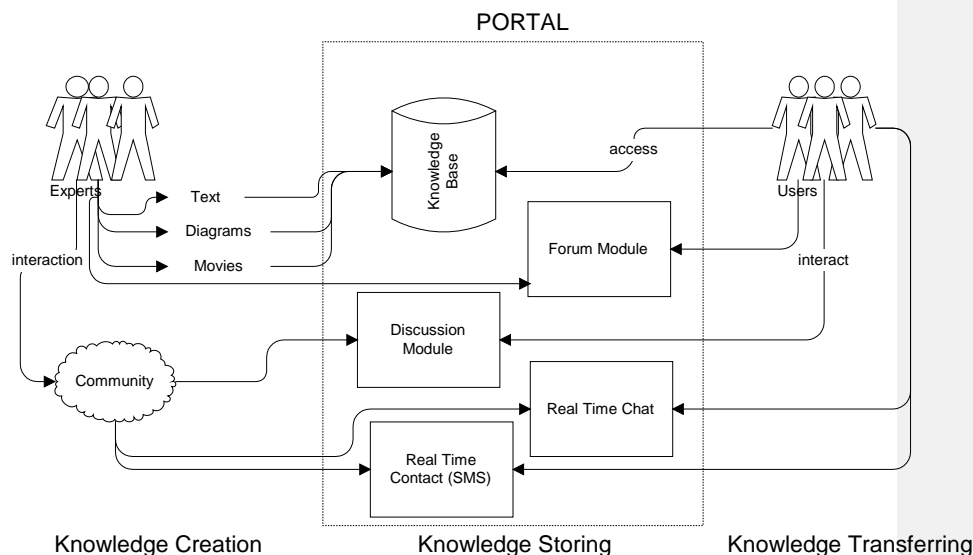 PORTAL
Experts
Text
Diagrams
Movies
interaction
Community
Knowledge
Base
Forum Module
Discussion
Module
Real Time Chat
Real Time
Contact (SMS)
access
Users
interact
Knowledge Creation
Knowledge Storing
Knowledge Transferring